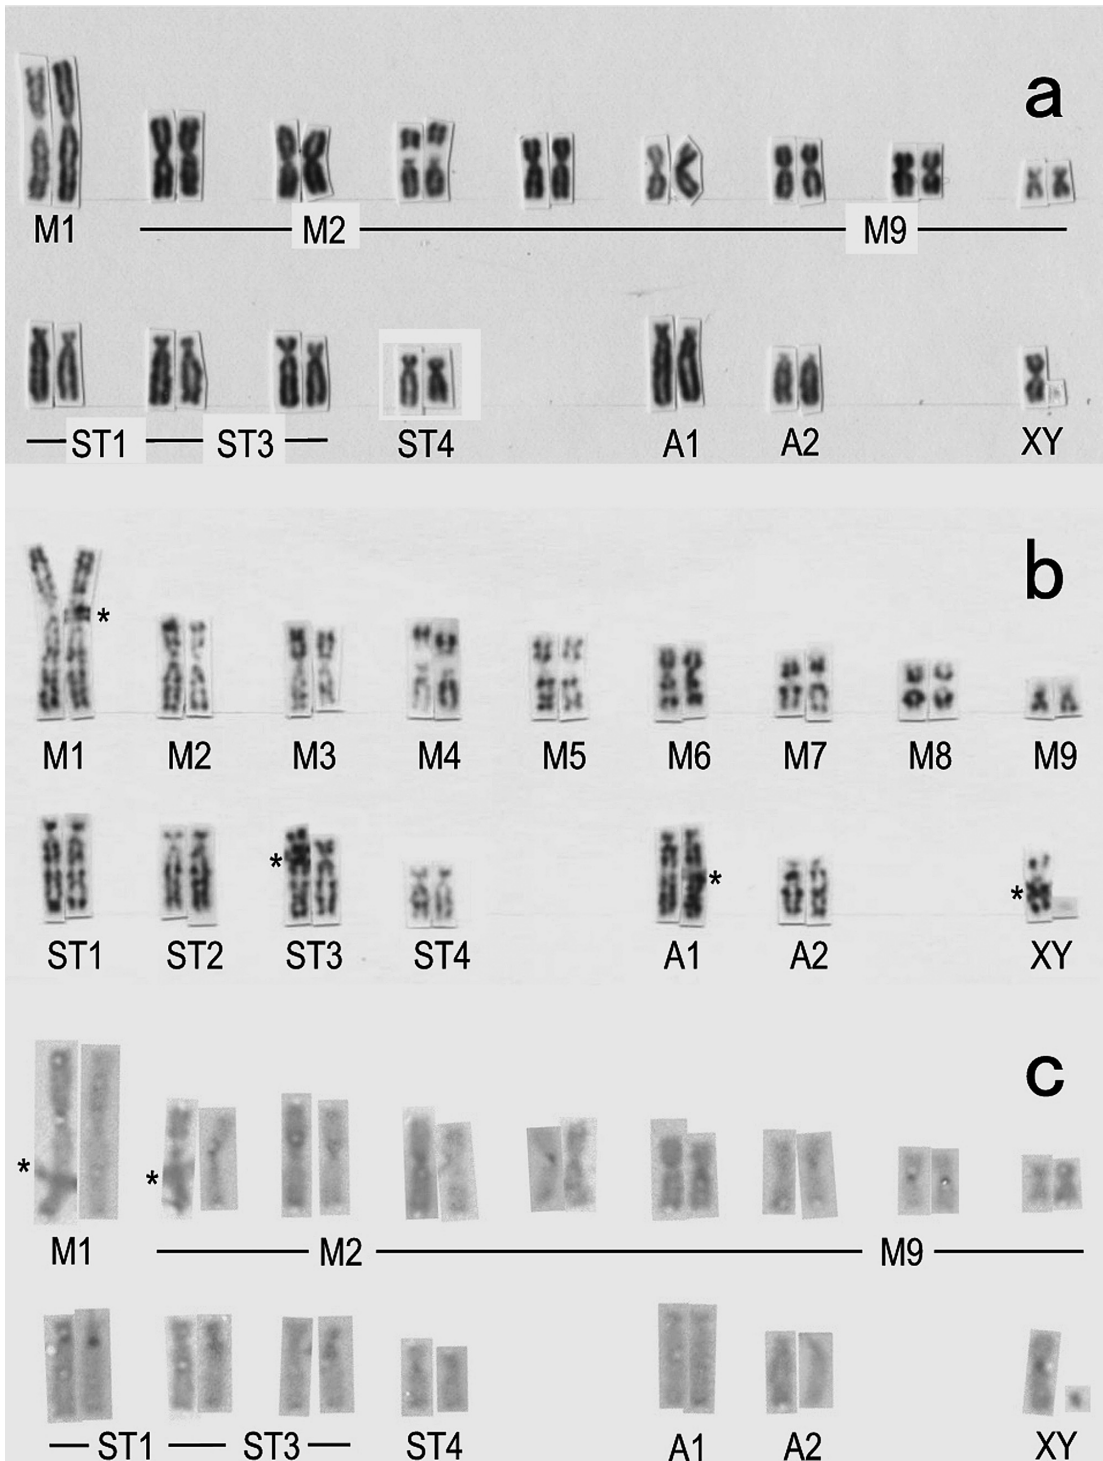 a
M1 M2 M9
ST1 ST3 ST4 A1 A2 XY
b
*
M1 M2 M3 M4 M5 M6 M7 M8 M9
* * *
ST1 ST2 ST3 ST4 A1 A2 XY
c
* *
M1 M2 M9
ST1 ST3 ST4 A1 A2 XY